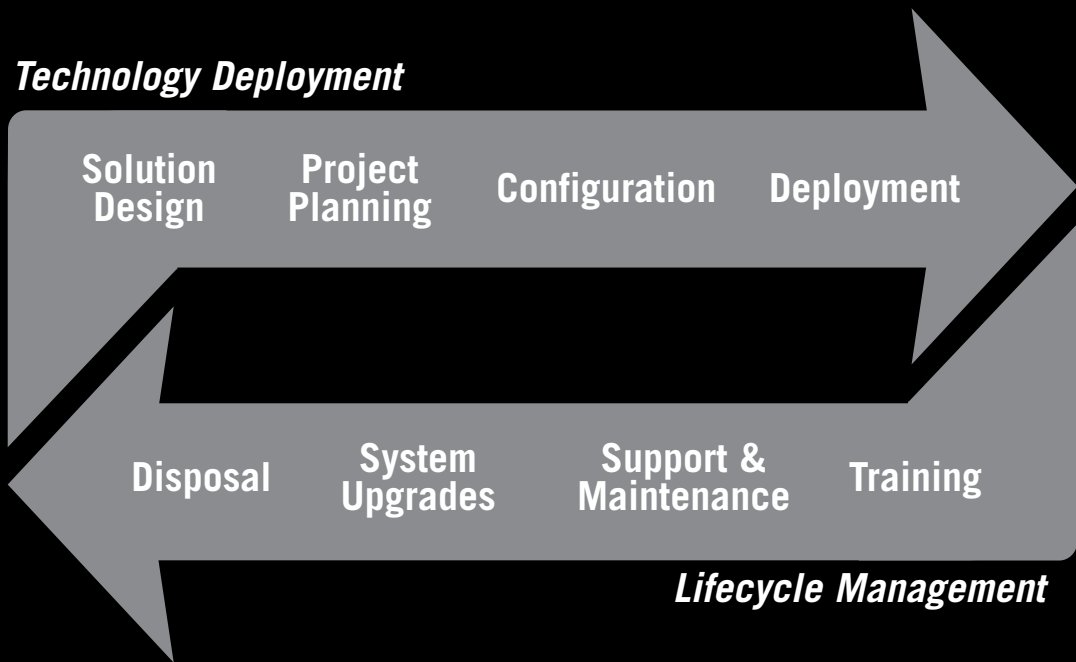 Technology Deployment
Solution
Design
Project
Planning
Configuration
Deployment
Disposal
System
Upgrades
Support &
Maintenance
Training
Lifecycle Management